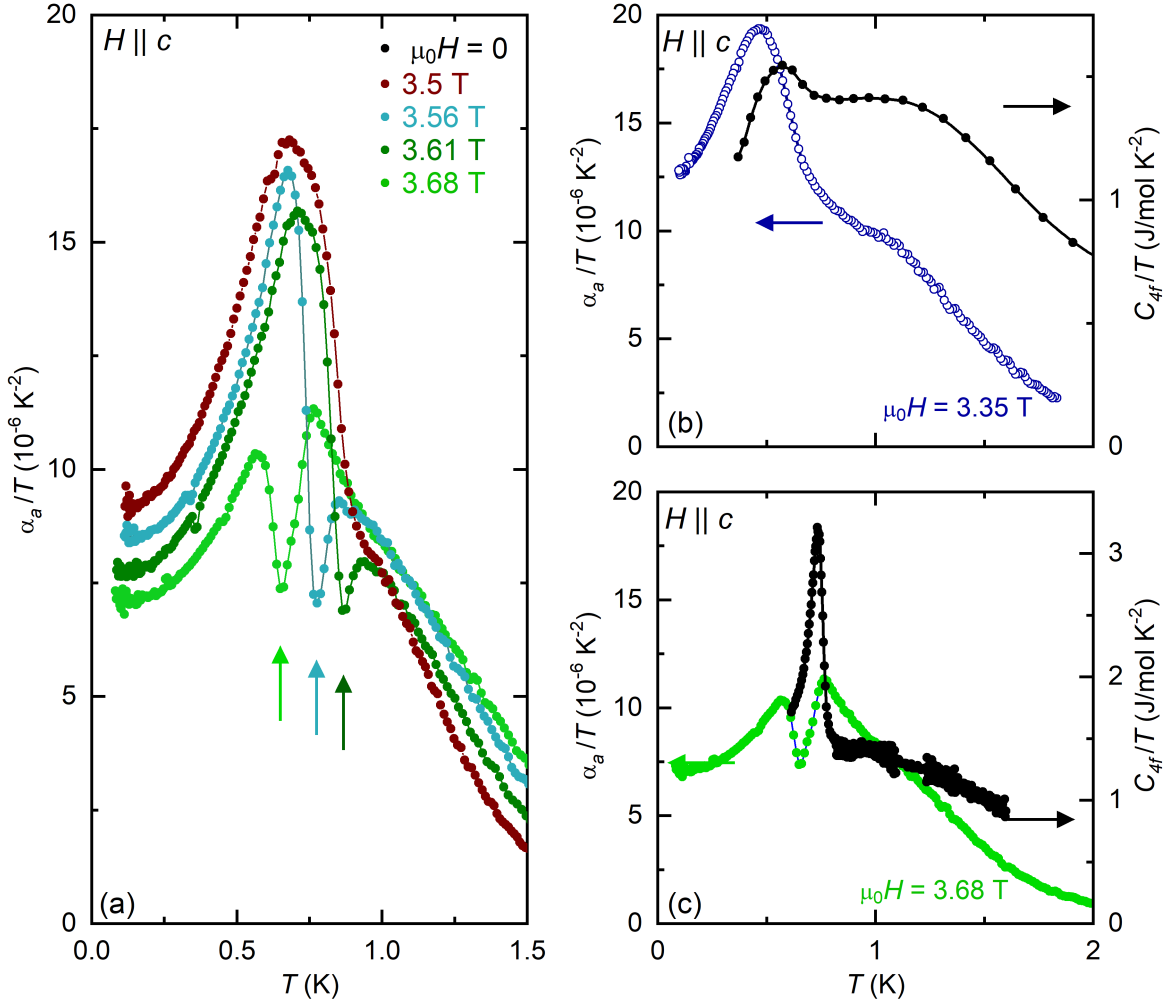 H || c
μ₀H = 0
3.5 T
3.56 T
3.61 T
3.68 T
αₐ/T (10⁻⁶ K⁻²)
20
15
10
5
0
(a)
0.0 0.5 1.0 1.5
T (K)
H || c
αₐ/T (10⁻⁶ K⁻²)
20
15
10
5
0
C₄f/T (J/mol K⁻²)
1
0
μ₀H = 3.35 T
(b)
H || c
αₐ/T (10⁻⁶ K⁻²)
20
15
10
5
0
C₄f/T (J/mol K⁻²)
3
2
1
0
μ₀H = 3.68 T
(c)
0 1 2
T (K)